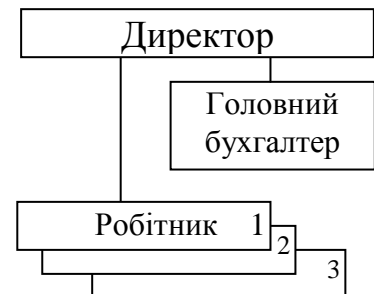 Директор
Головний
бухгалтер
Робітник 1
2
3